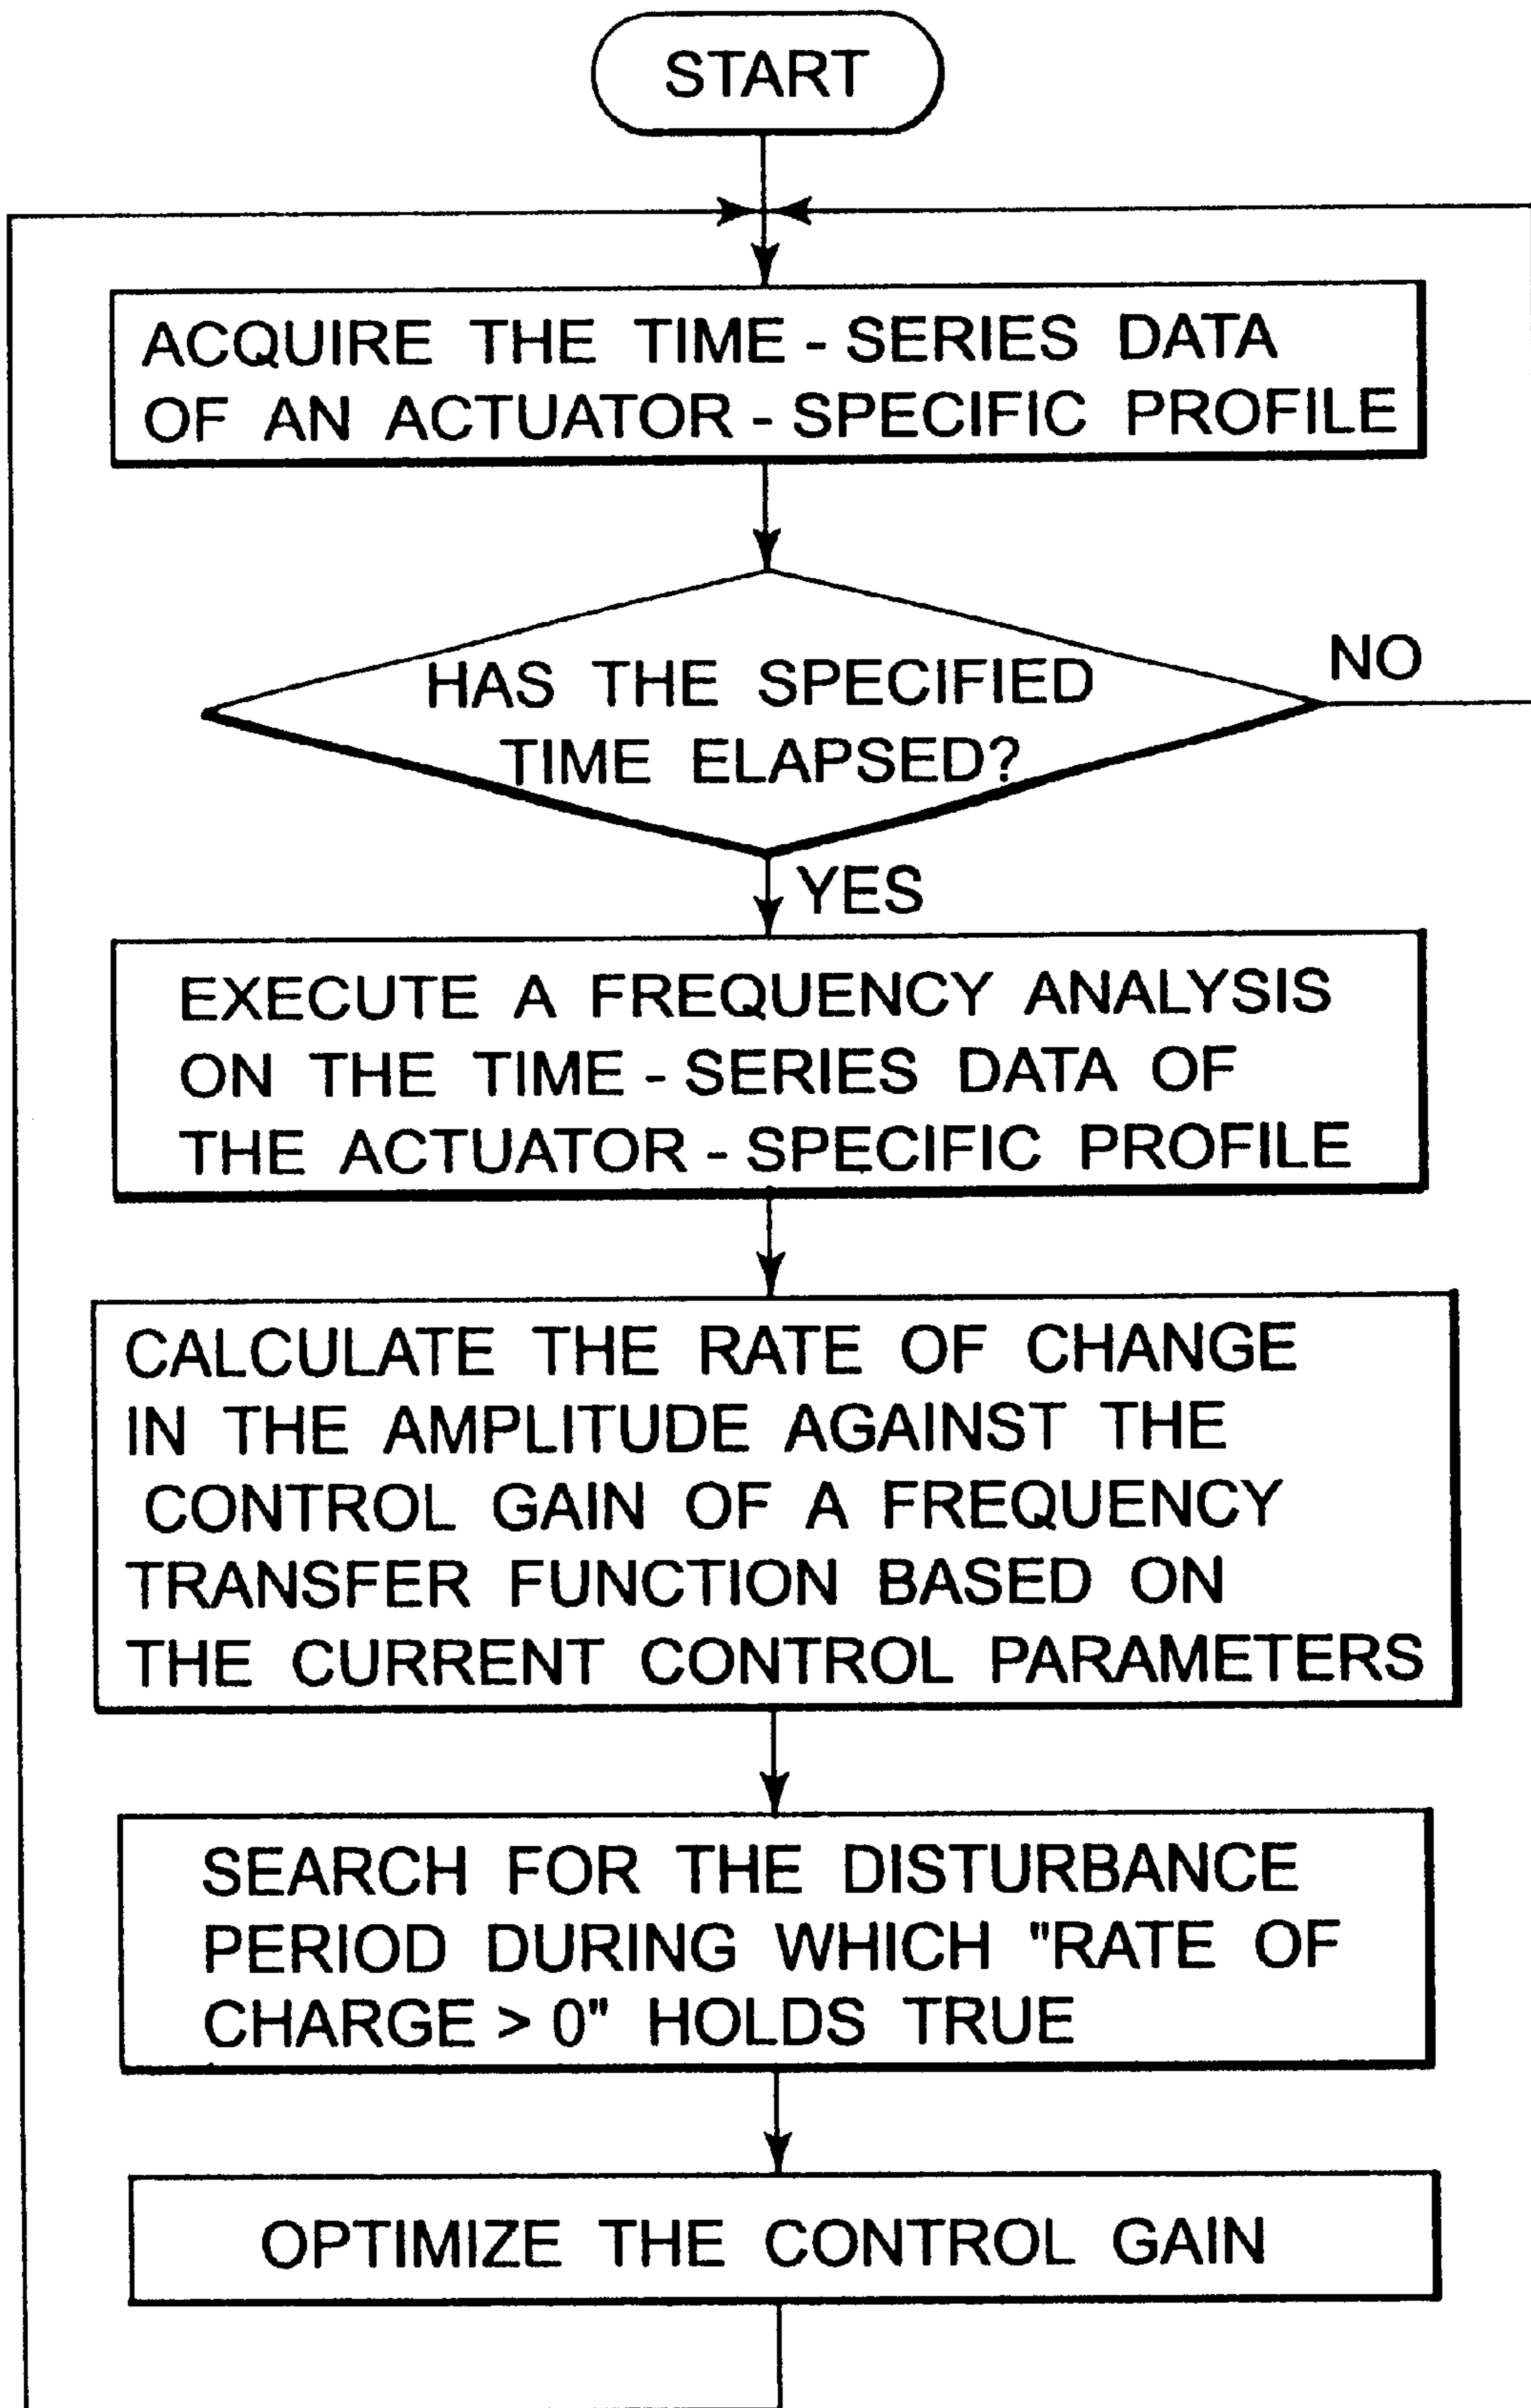 START
ACQUIRE THE TIME - SERIES DATA
OF AN ACTUATOR - SPECIFIC PROFILE
HAS THE SPECIFIED
TIME ELAPSED?
NO
YES
EXECUTE A FREQUENCY ANALYSIS
ON THE TIME - SERIES DATA OF
THE ACTUATOR - SPECIFIC PROFILE
CALCULATE THE RATE OF CHANGE
IN THE AMPLITUDE AGAINST THE
CONTROL GAIN OF A FREQUENCY
TRANSFER FUNCTION BASED ON
THE CURRENT CONTROL PARAMETERS
SEARCH FOR THE DISTURBANCE
PERIOD DURING WHICH "RATE OF
CHARGE > 0" HOLDS TRUE
OPTIMIZE THE CONTROL GAIN